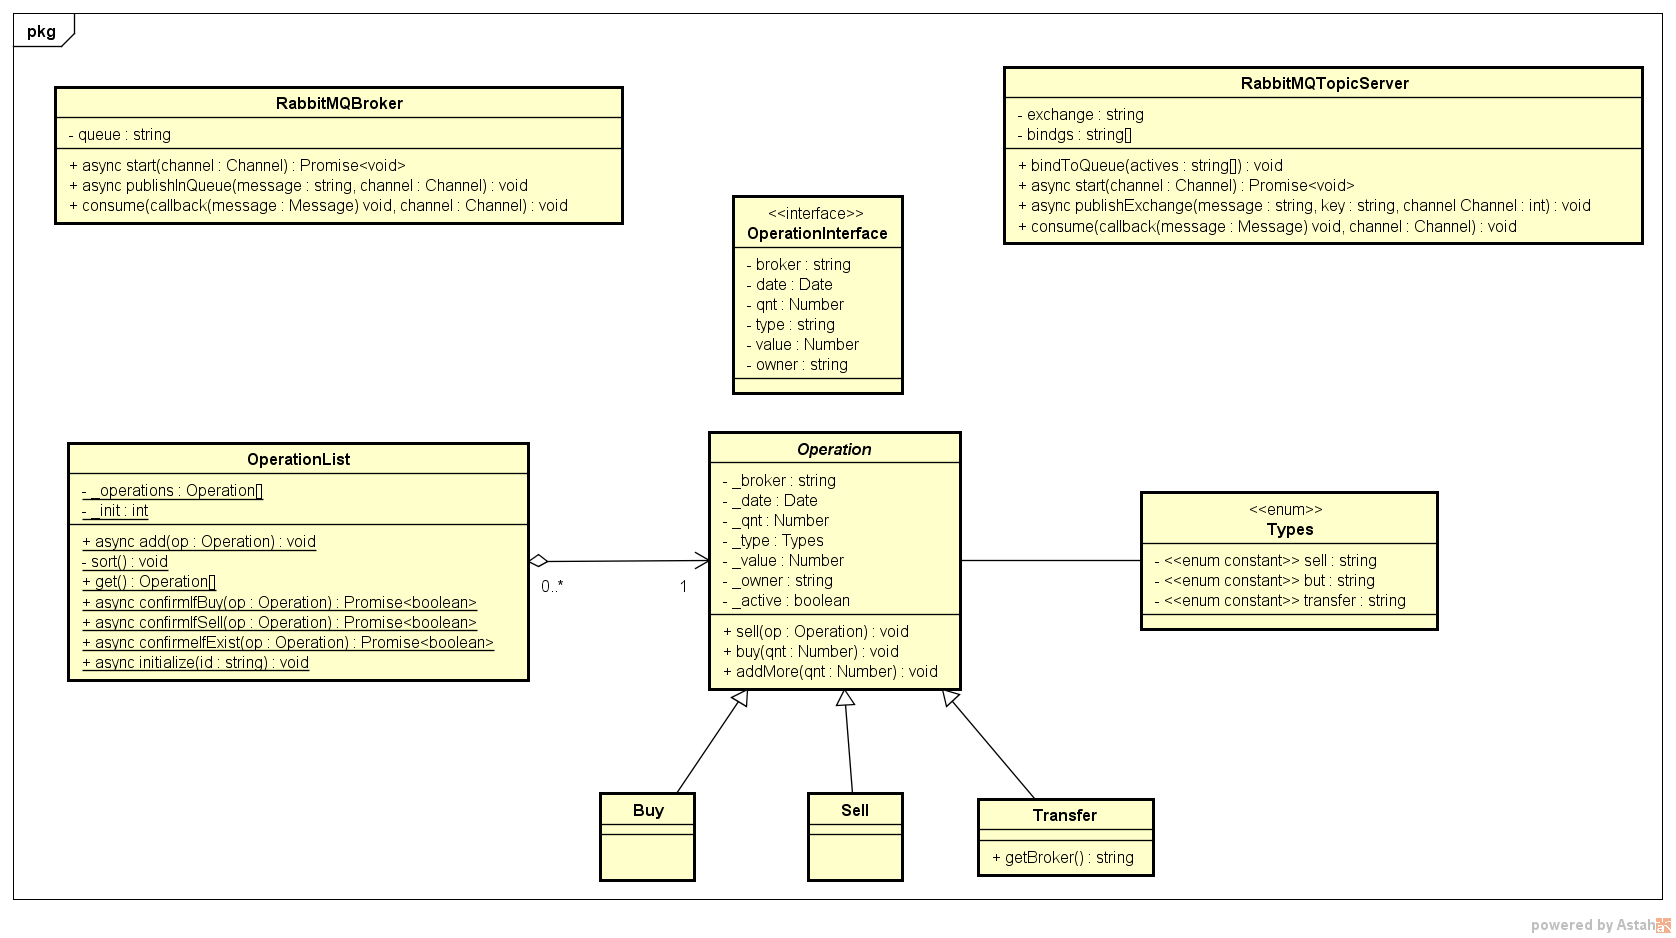 pkg
RabbitMQBroker
- queue : string
+ async start(channel : Channel) : Promise<void>
+ async publishInQueue(message : string, channel : Channel) : void
+ consume(callback(message : Message) void, channel : Channel) : void
RabbitMQTopicServer
- exchange : string
- bindgs : string[]
+ bindToQueue(actives : string[]) : void
+ async start(channel : Channel) : Promise<void>
+ async publishExchange(message : string, key : string, channel Channel : int) : void
+ consume(callback(message : Message) void, channel : Channel) : void
<<interface>>
OperationInterface
- broker : string
- date : Date
- qnt : Number
- type : string
- value : Number
- owner : string
OperationList
- _operations : Operation[]
- _init : int
+ async add(op : Operation) : void
- sort() : void
+ get() : Operation[]
+ async confirmIfBuy(op : Operation) : Promise<boolean>
+ async confirmIfSell(op : Operation) : Promise<boolean>
+ async confirmeIfExist(op : Operation) : Promise<boolean>
+ async initialize(id : string) : void
0..*
1
Operation
- _broker : string
- _date : Date
- _qnt : Number
- _type : Types
- _value : Number
- _owner : string
- _active : boolean
+ sell(op : Operation) : void
+ buy(qnt : Number) : void
+ addMore(qnt : Number) : void
<<enum>>
Types
- <<enum constant>> sell : string
- <<enum constant>> but : string
- <<enum constant>> transfer : string
Buy
Sell
Transfer
+ getBroker() : string
powered by Astah